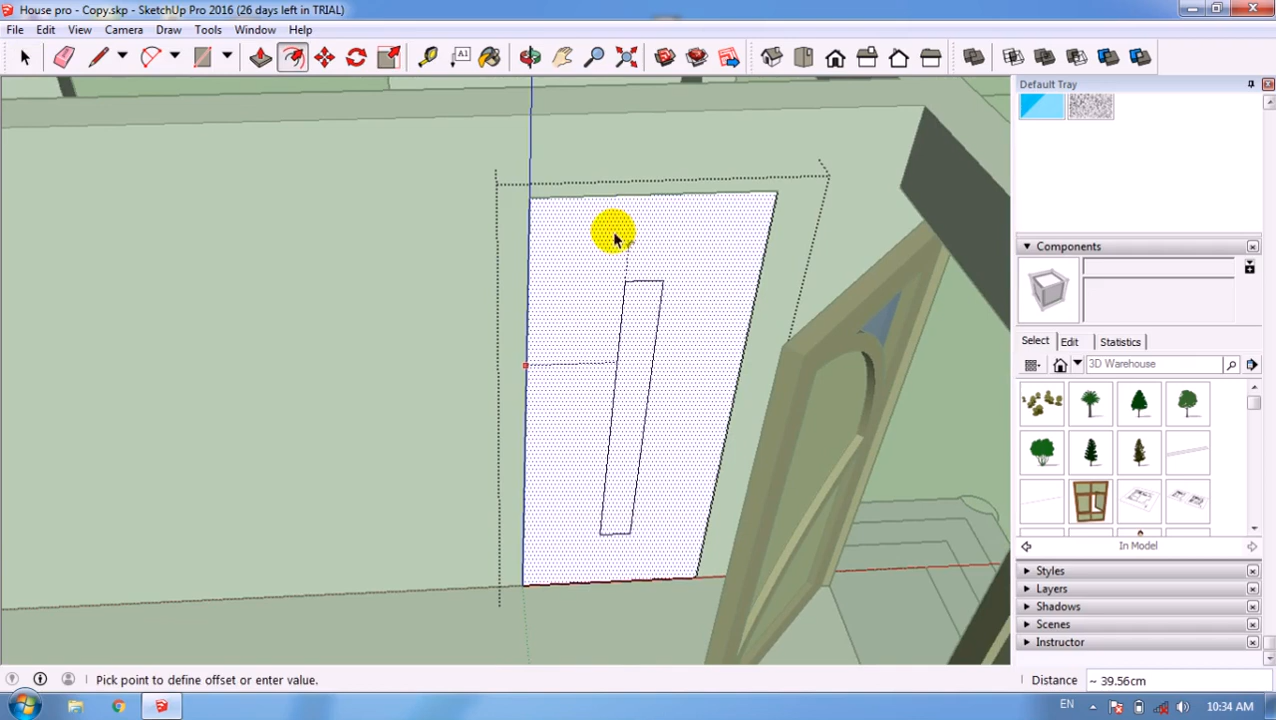 House pro - Copy.skp - SketchUp Pro 2016 (26 days left in TRIAL)
File Edit View Camera Draw Tools Window Help
A1
Default Tray
Components
Select Edit Statistics
3D Warehouse
In Model
Styles
Layers
Shadows
Scenes
Instructor
Pick point to define offset or enter value.
Distance ~ 39.56cm
EN 10:34 AM